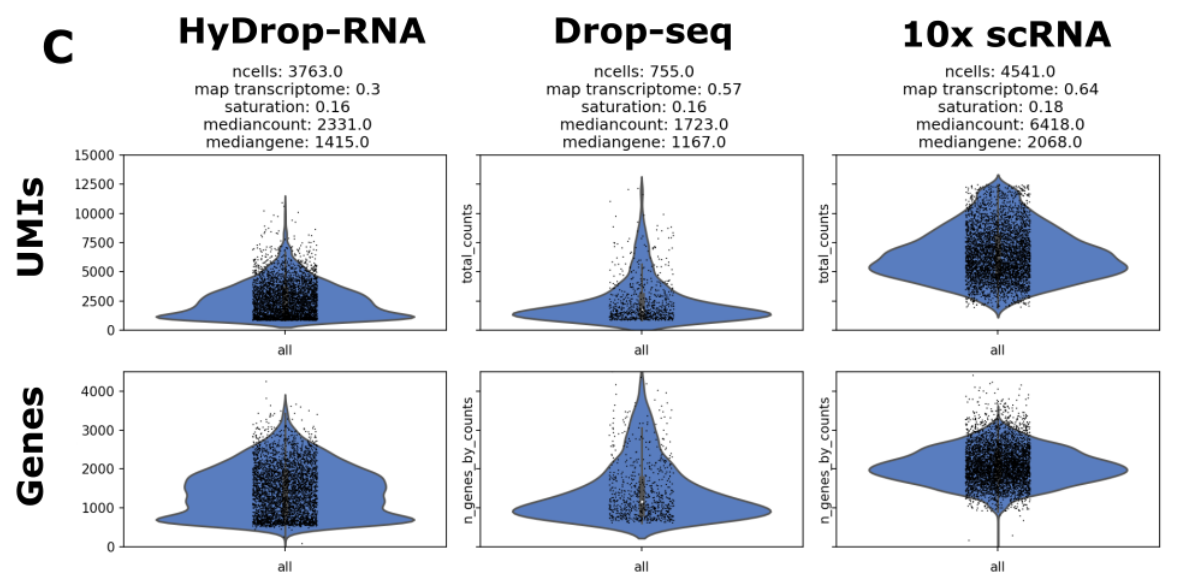 C
HyDrop-RNA
ncells: 3763.0
map transcriptome: 0.3
saturation: 0.16
mediancount: 2331.0
mediangene: 1415.0
Drop-seq
ncells: 755.0
map transcriptome: 0.57
saturation: 0.16
mediancount: 1723.0
mediangene: 1167.0
10x scRNA
ncells: 4541.0
map transcriptome: 0.64
saturation: 0.18
mediancount: 6418.0
mediangene: 2068.0
UMIs
15000
12500
10000
7500
5000
2500
0
all
total_counts
all
total_counts
all
Genes
4000
3000
2000
1000
0
all
n_genes_by_counts
all
n_genes_by_counts
all